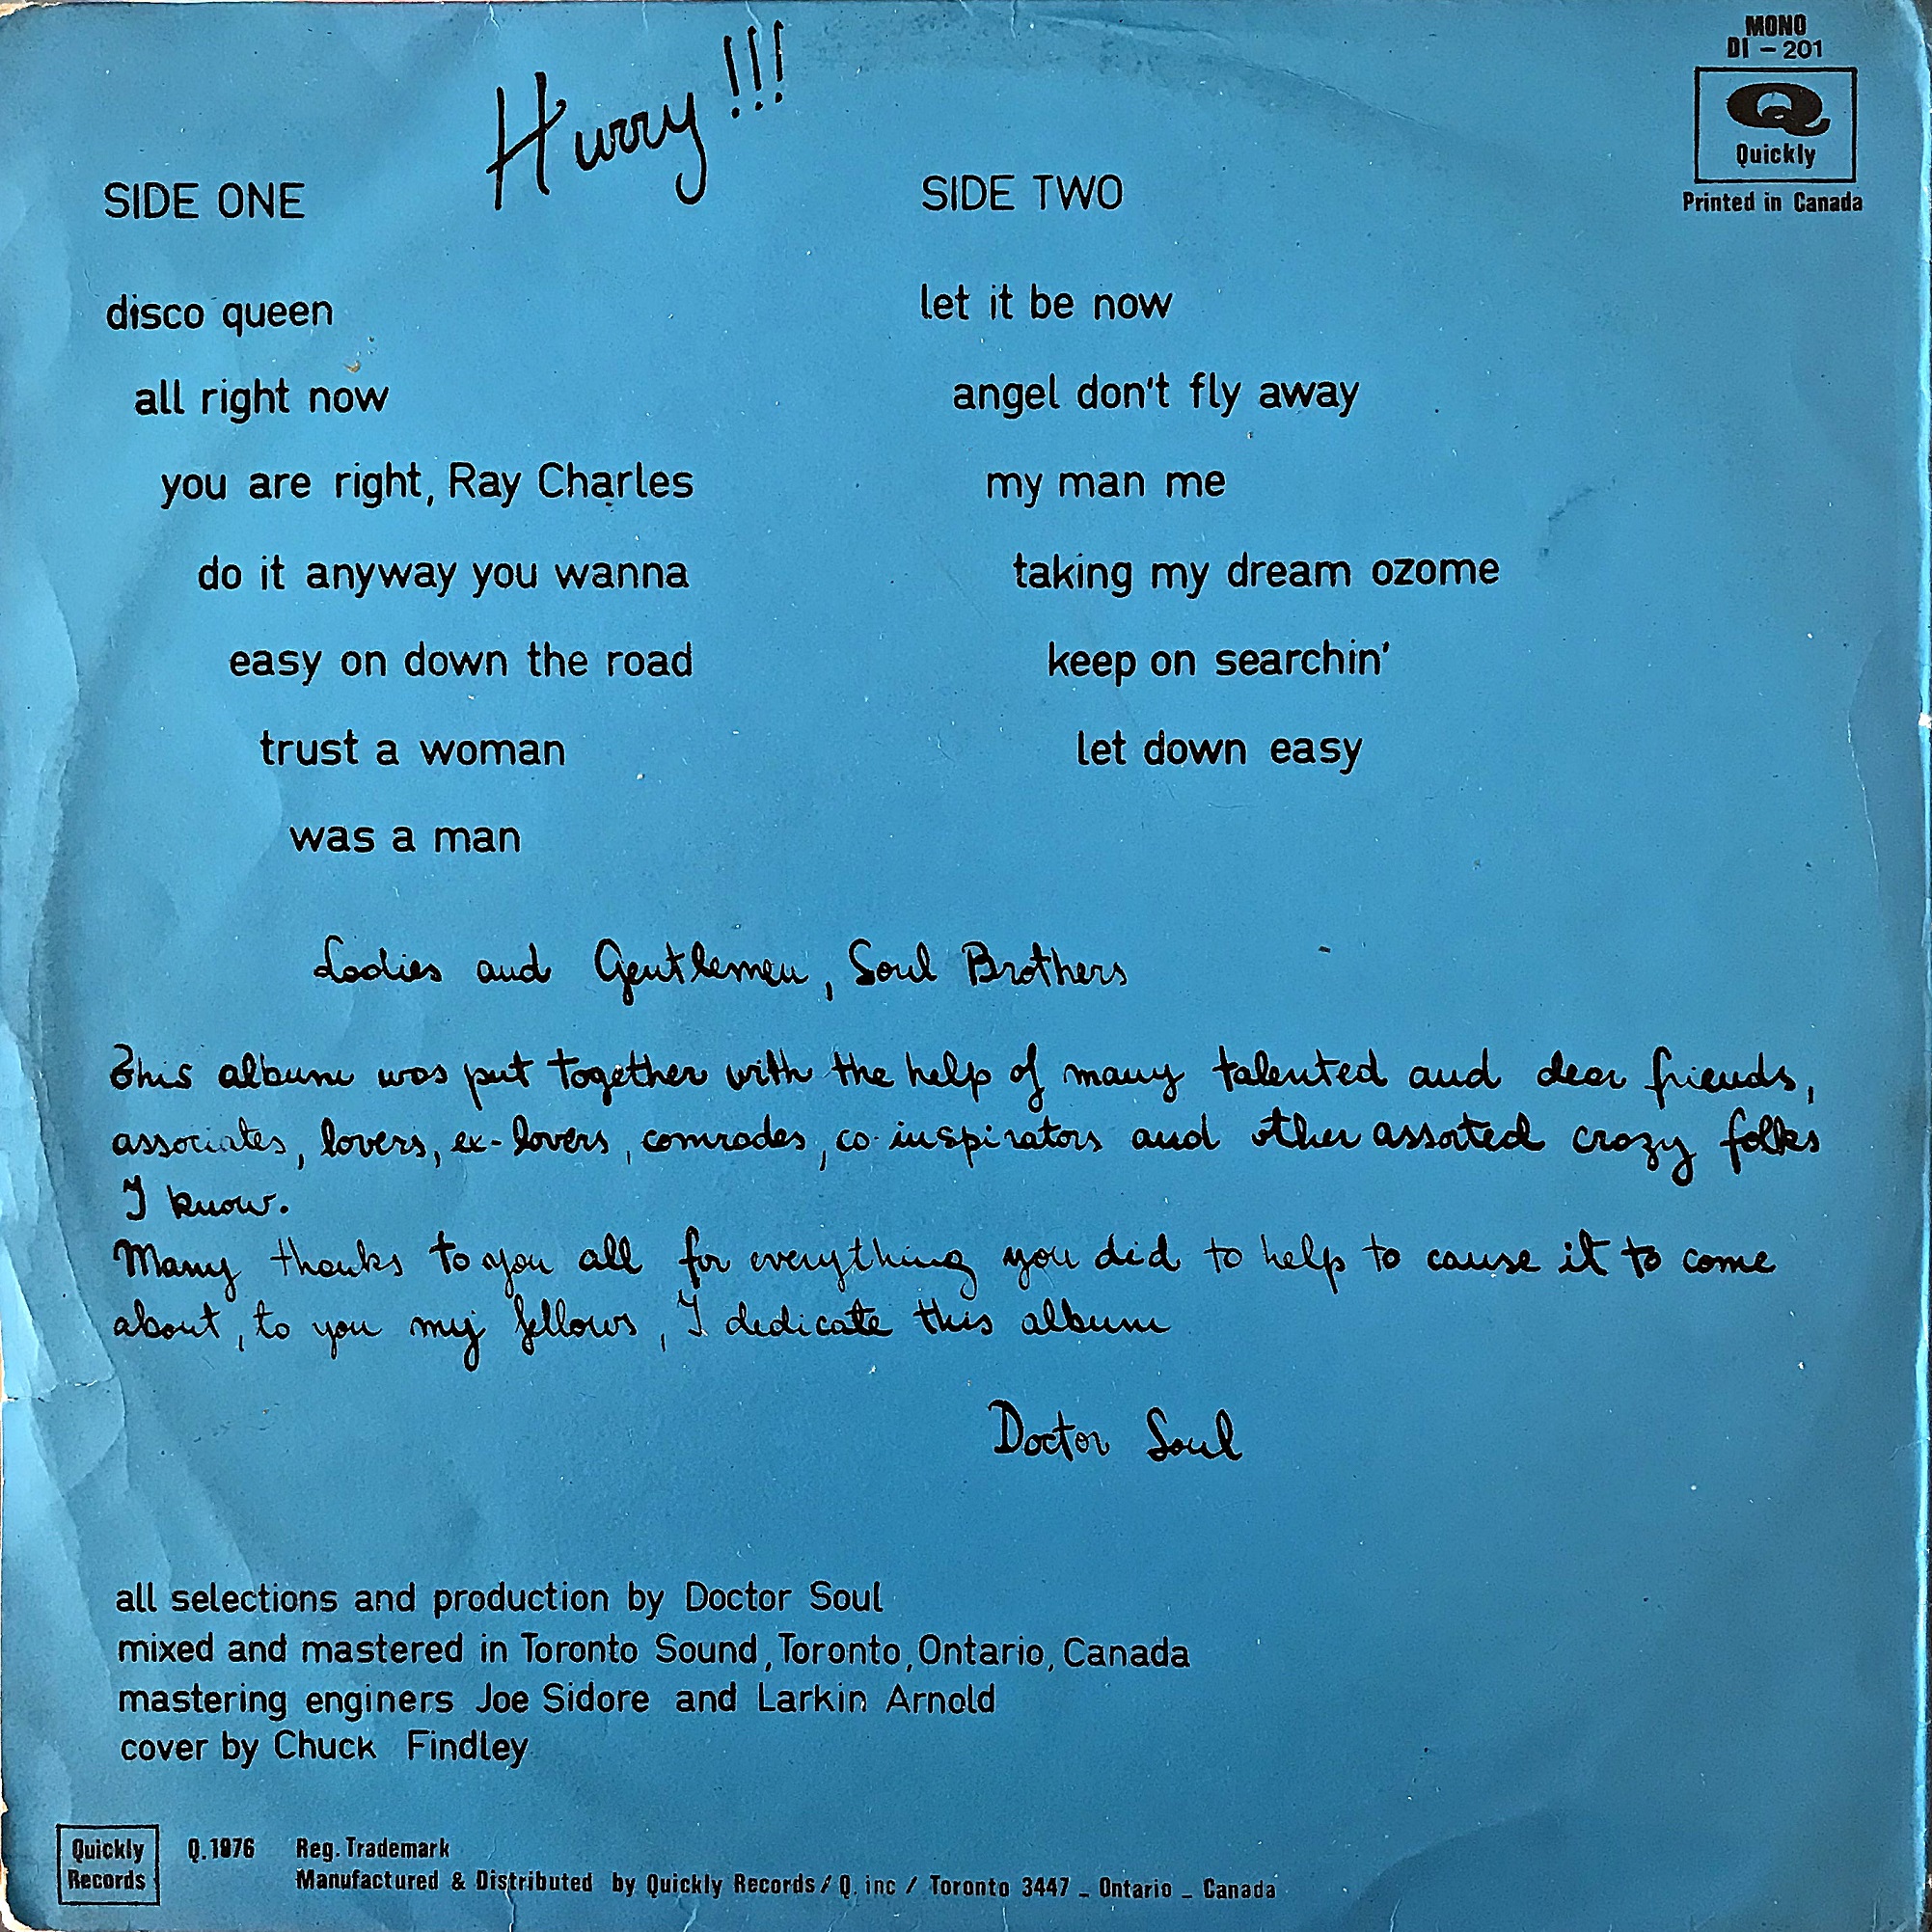 MONO
DI – 201
Q
Quickly
Printed in Canada
Hurry !!!
SIDE ONE
disco queen
all right now
you are right, Ray Charles
do it anyway you wanna
easy on down the road
trust a woman
was a man
SIDE TWO
let it be now
angel don't fly away
my man me
taking my dream ozome
keep on searchin'
let down easy
Ladies and Gentlemen, Soul Brothers
This album was put together with the help of many talented and dear friends,
associates, lovers, ex-lovers, comrades, co-inspirators and other assorted crazy folks
I know.
Many thanks to you all for everything you did to help to cause it to come
about, to you my fellows, I dedicate this album
Doctor Soul
all selections and production by Doctor Soul
mixed and mastered in Toronto Sound, Toronto, Ontario, Canada
mastering enginers Joe Sidore and Larkin Arnold
cover by Chuck Findley
Quickly
Records
Q. 1976 Reg. Trademark
Manufactured & Distributed by Quickly Records / Q. inc / Toronto 3447 _ Ontario _ Canada